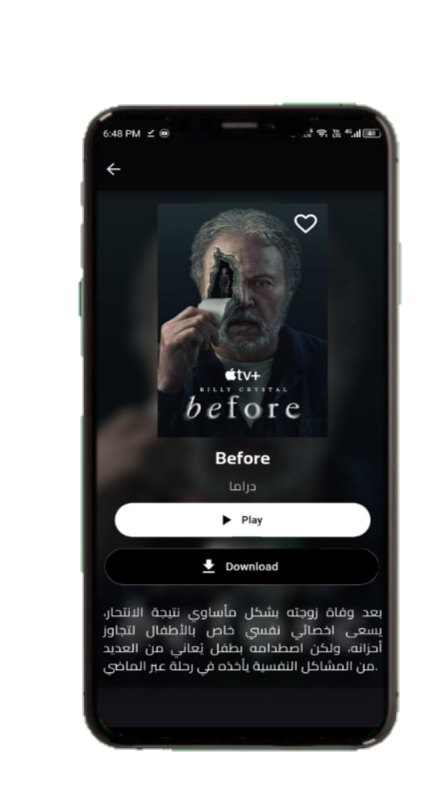 6:48 PM
tv+
BILLY CRYSTAL
before
Before
دراما
Play
Download
بعد وفاة زوجته بشكل مأساوي نتيجة الانتحار،
يسعى اخصائي نفسي خاص بالأطفال لتجاوز
أحزانه، ولكن اصطدامه بطفل يُعاني من العديد
من المشاكل النفسية يأخذه في رحلة عبر الماضي.